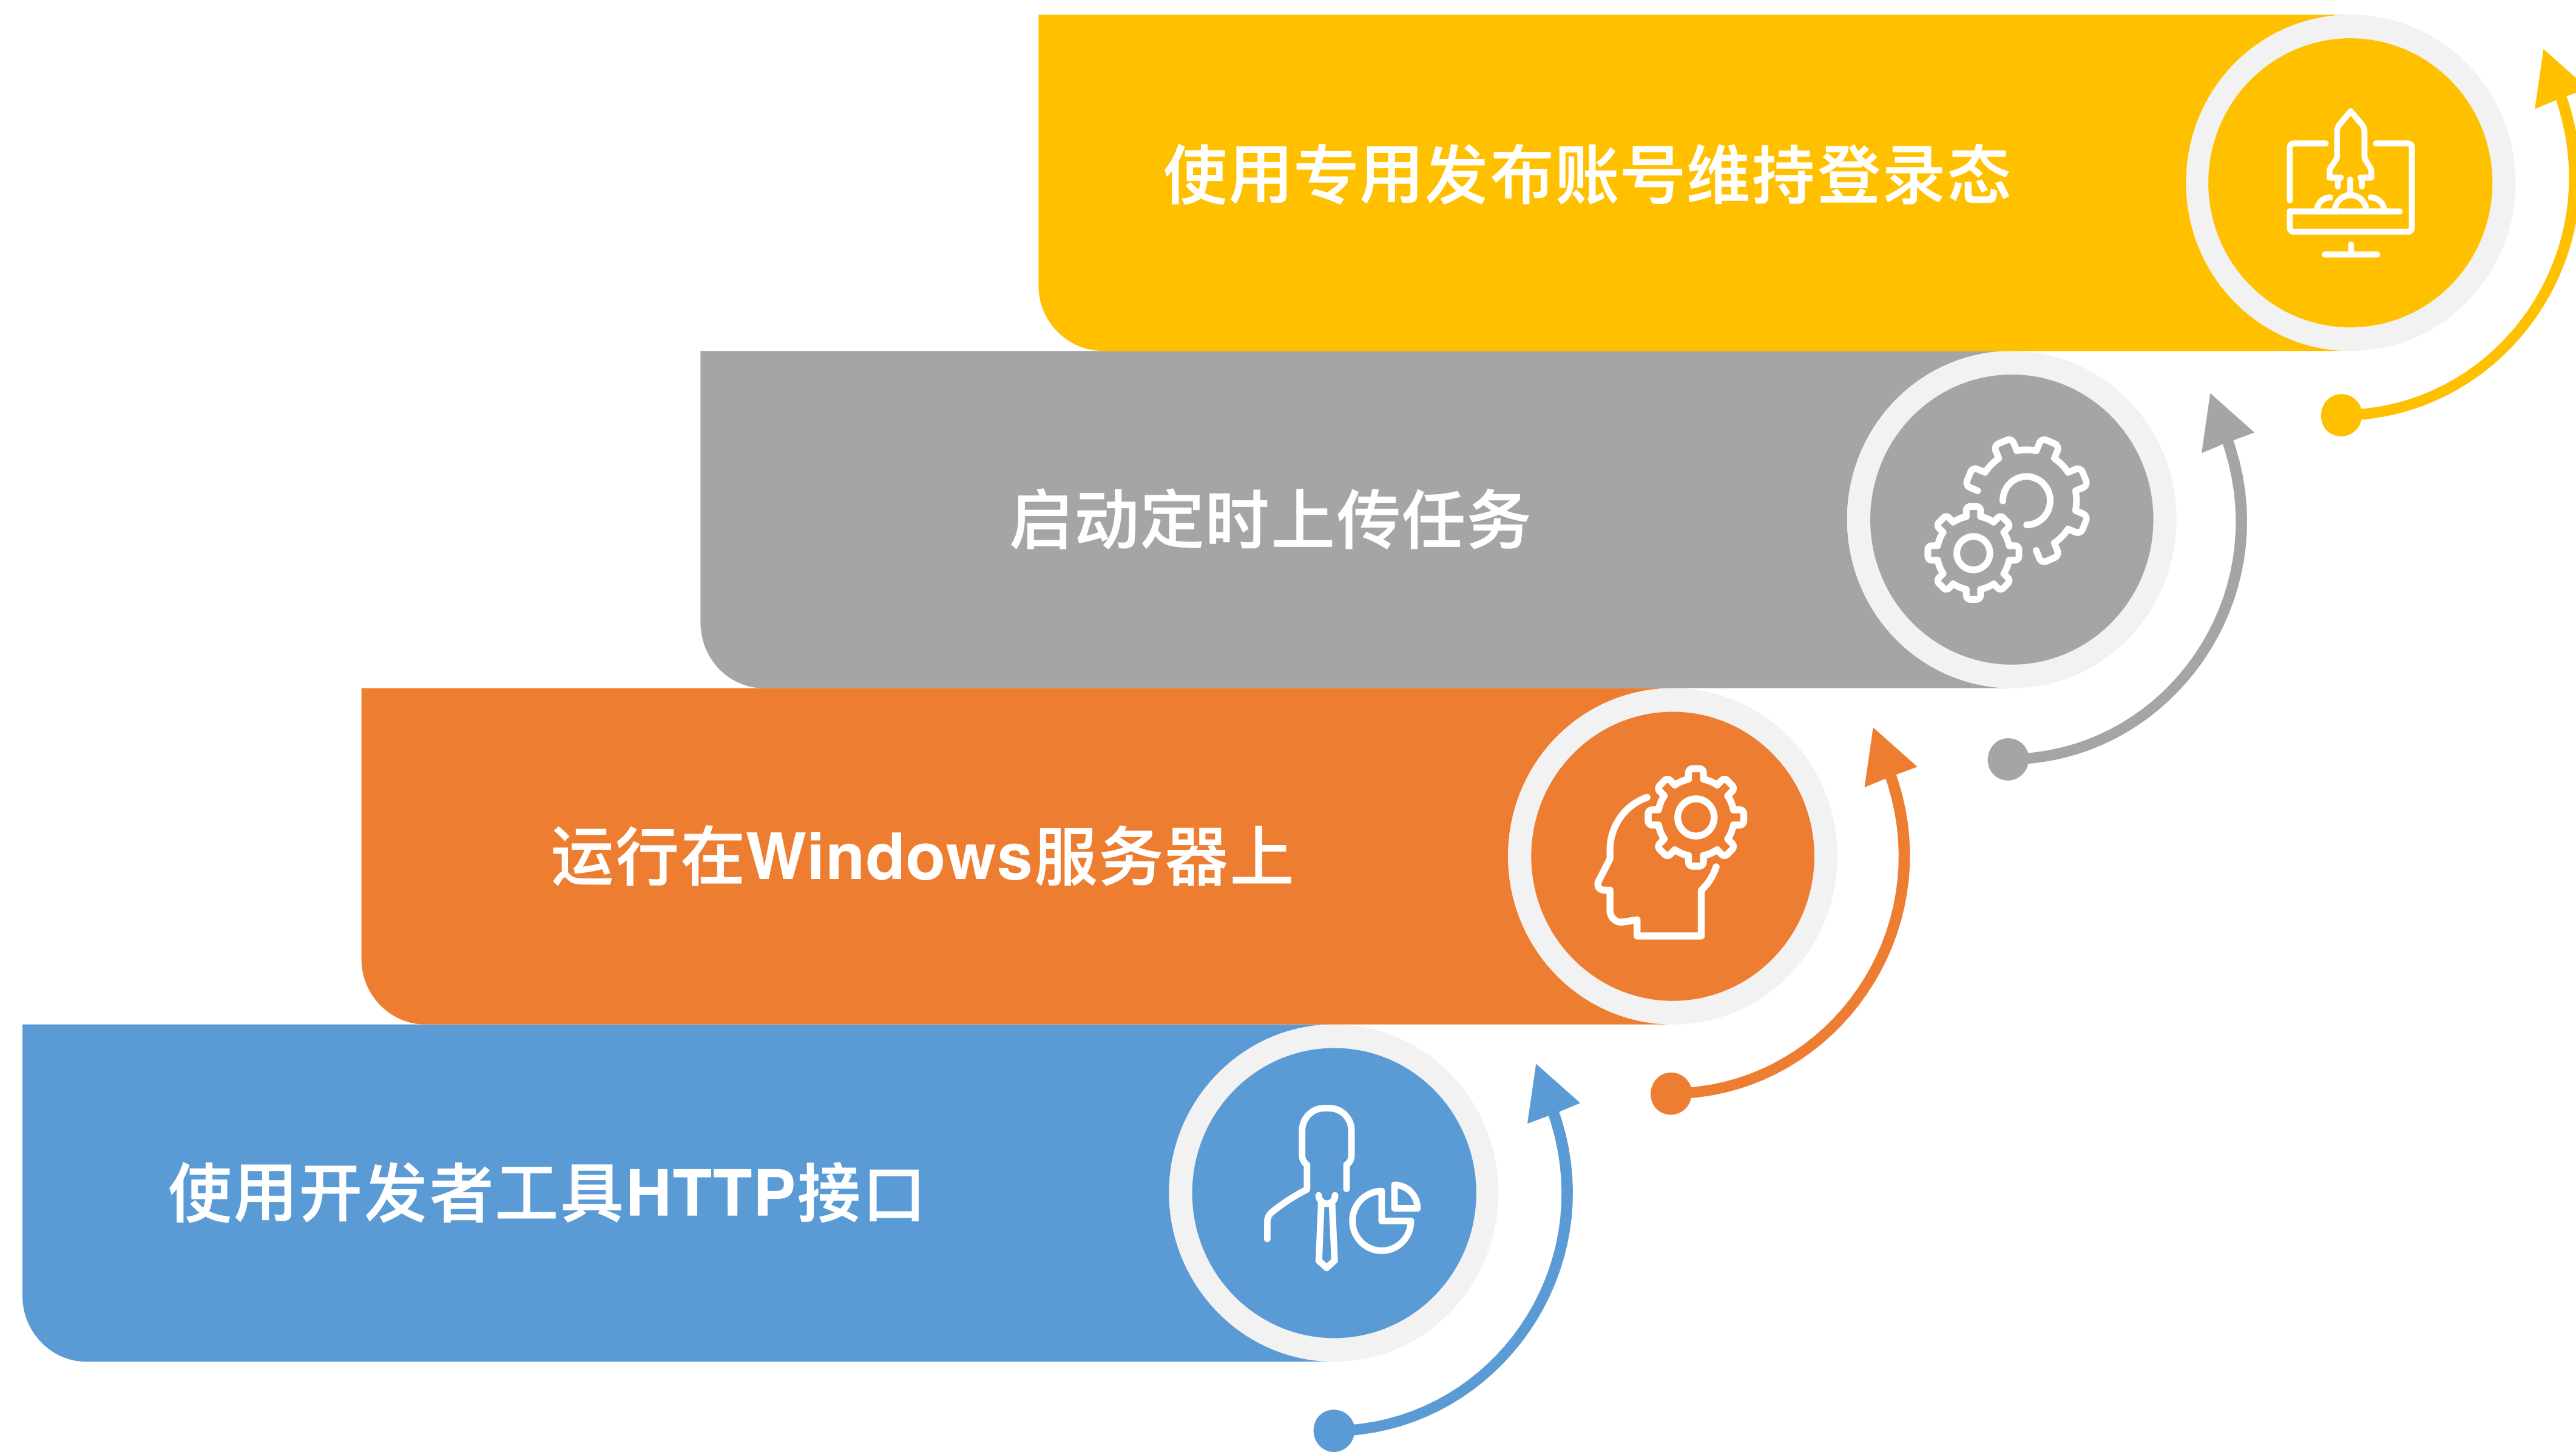 使用专用发布账号维持登录态
启动定时上传任务
运行在Windows服务器上
使用开发者工具HTTP接口